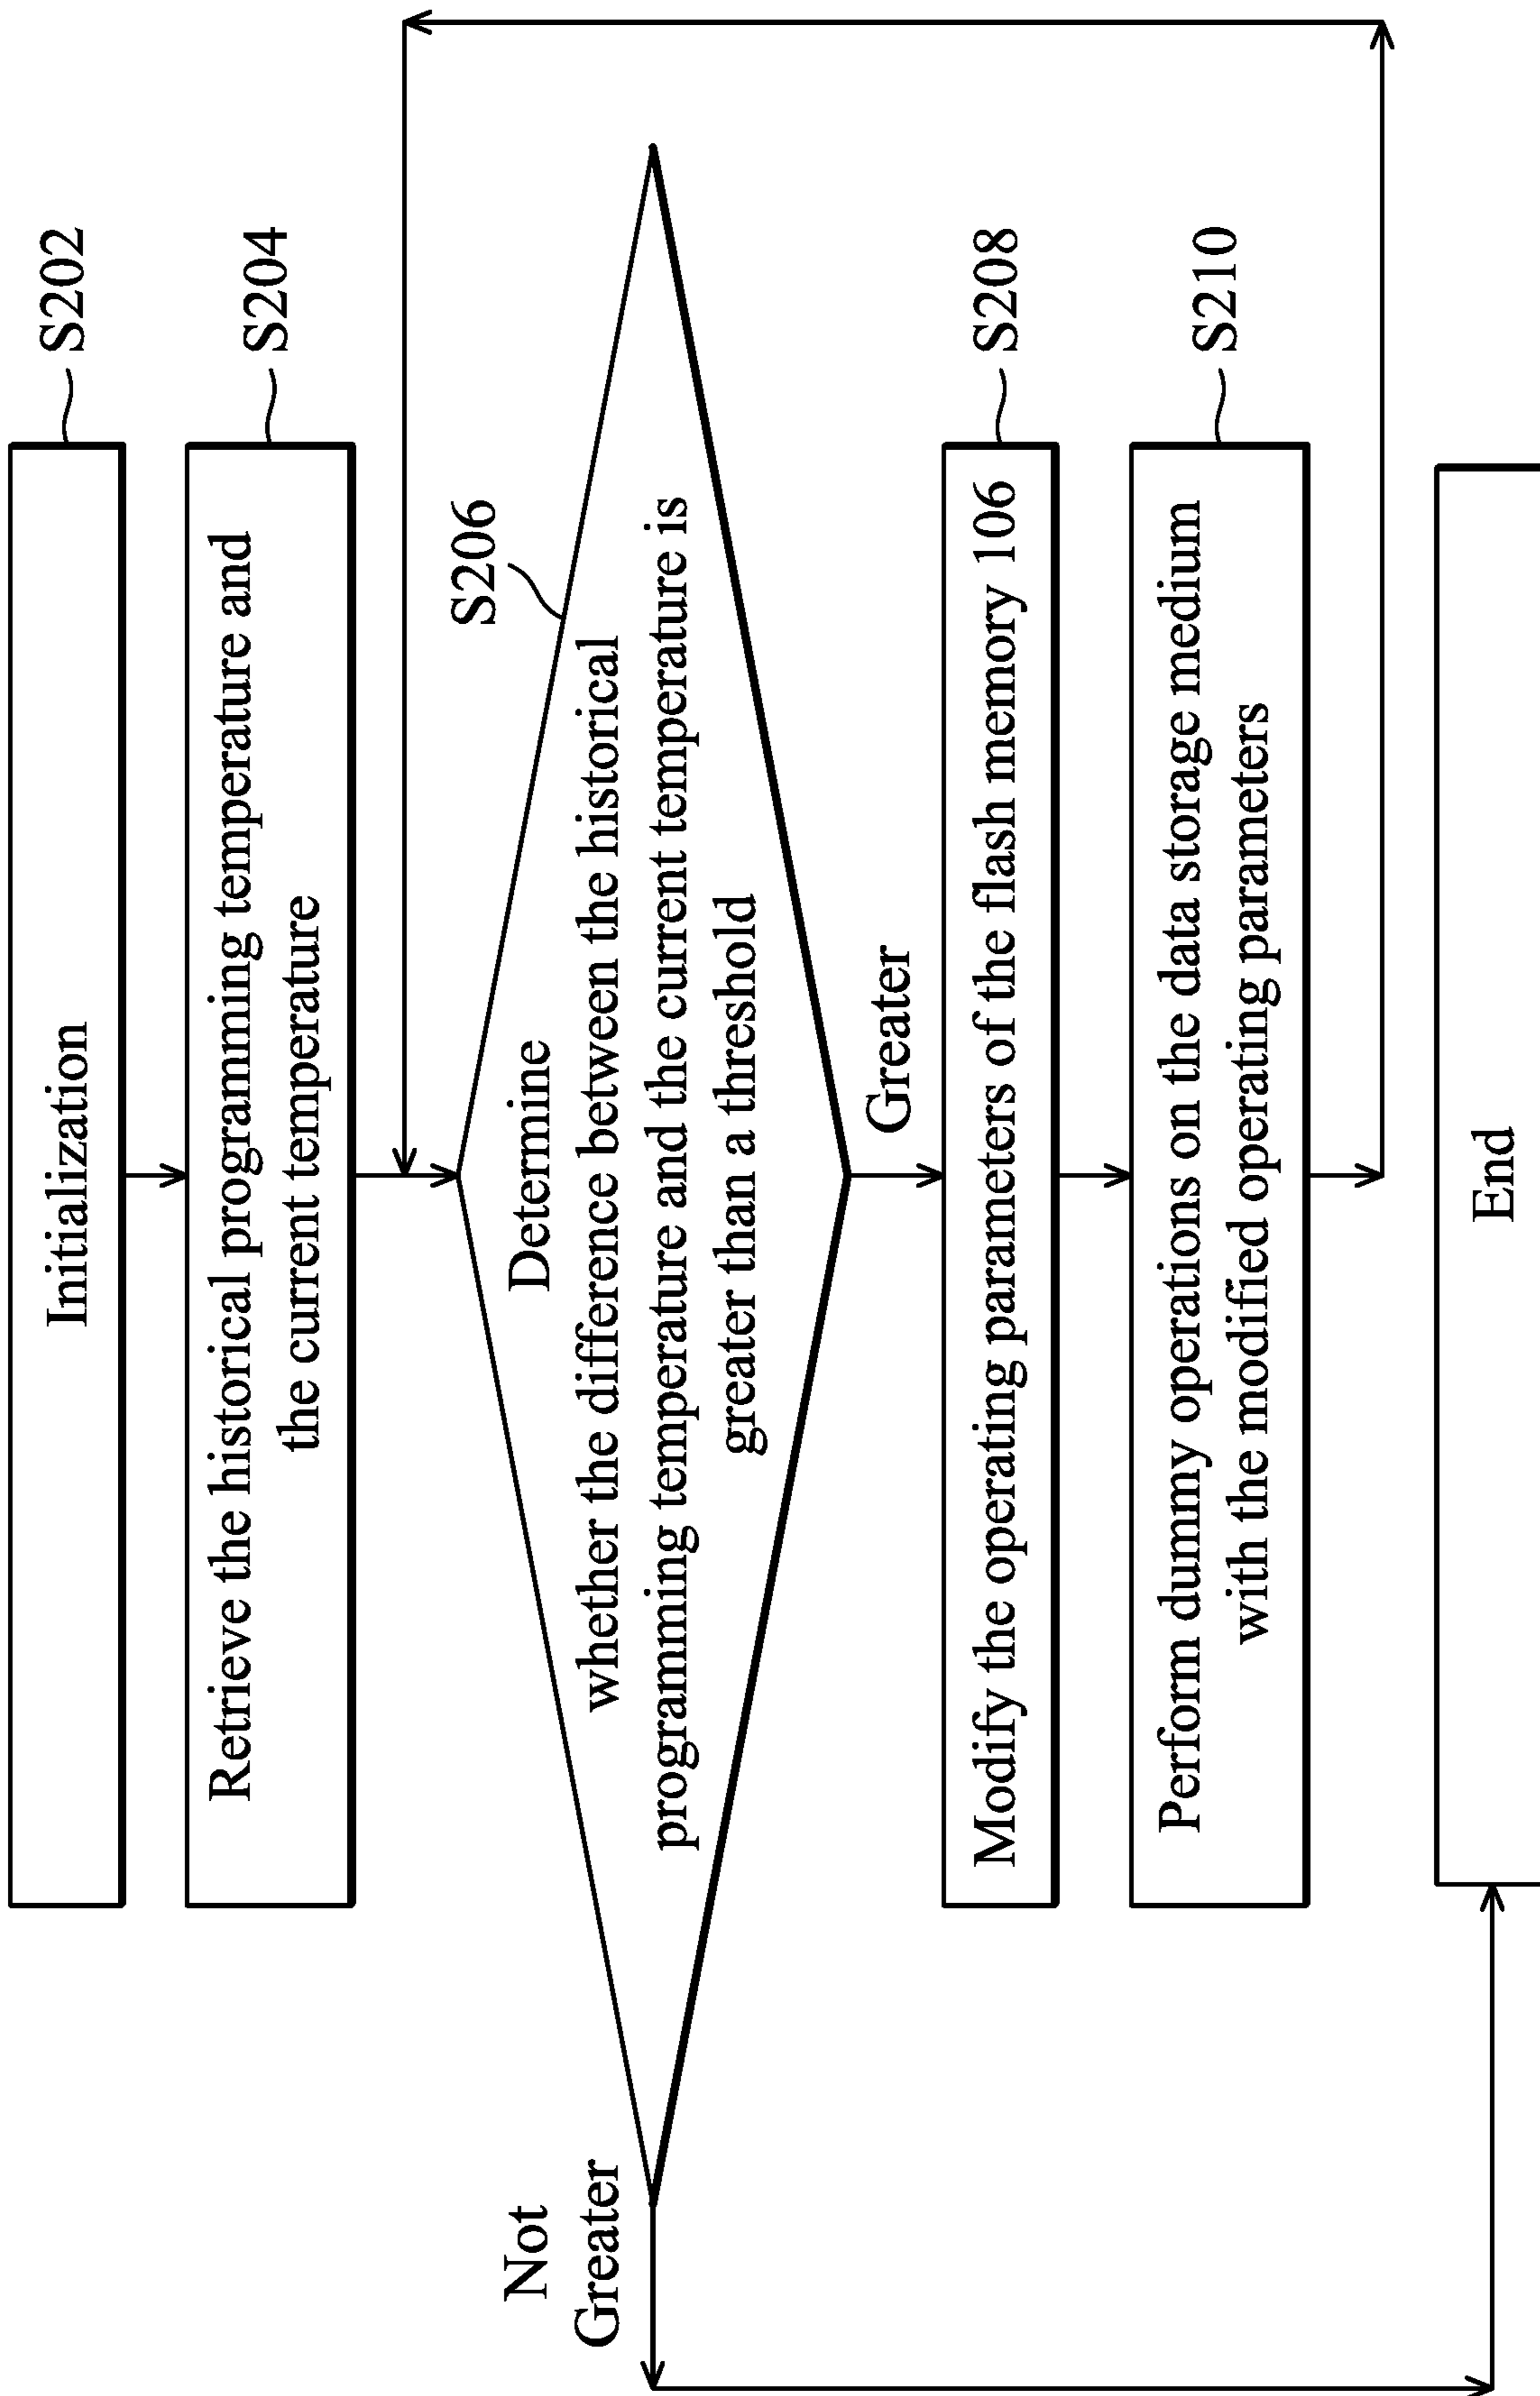 Initialization
S202
Retrieve the historical programming temperature and
the current temperature
S204
S206
Determine
whether the difference between the historical
programming temperature and the current temperature is
greater than a threshold
Not
Greater
Greater
Modify the operating parameters of the flash memory 106
S208
Perform dummy operations on the data storage medium
with the modified operating parameters
S210
End